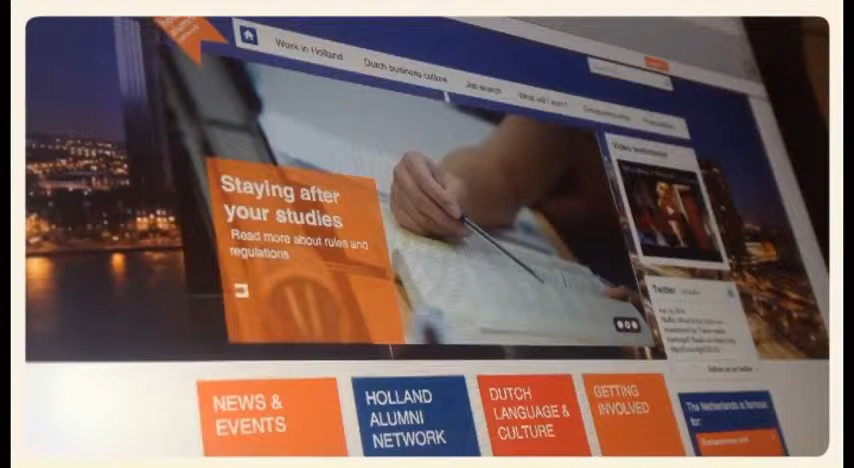 Work in Holland
Dutch business culture
Job search
What will I earn?
Entrepreneurship
Video testimonial
Staying after
your studies
Read more about rules and
regulations
Twitter
NEWS &
EVENTS
HOLLAND
ALUMNI
NETWORK
DUTCH
LANGUAGE &
CULTURE
GETTING
INVOLVED
The Netherlands is famous
for: